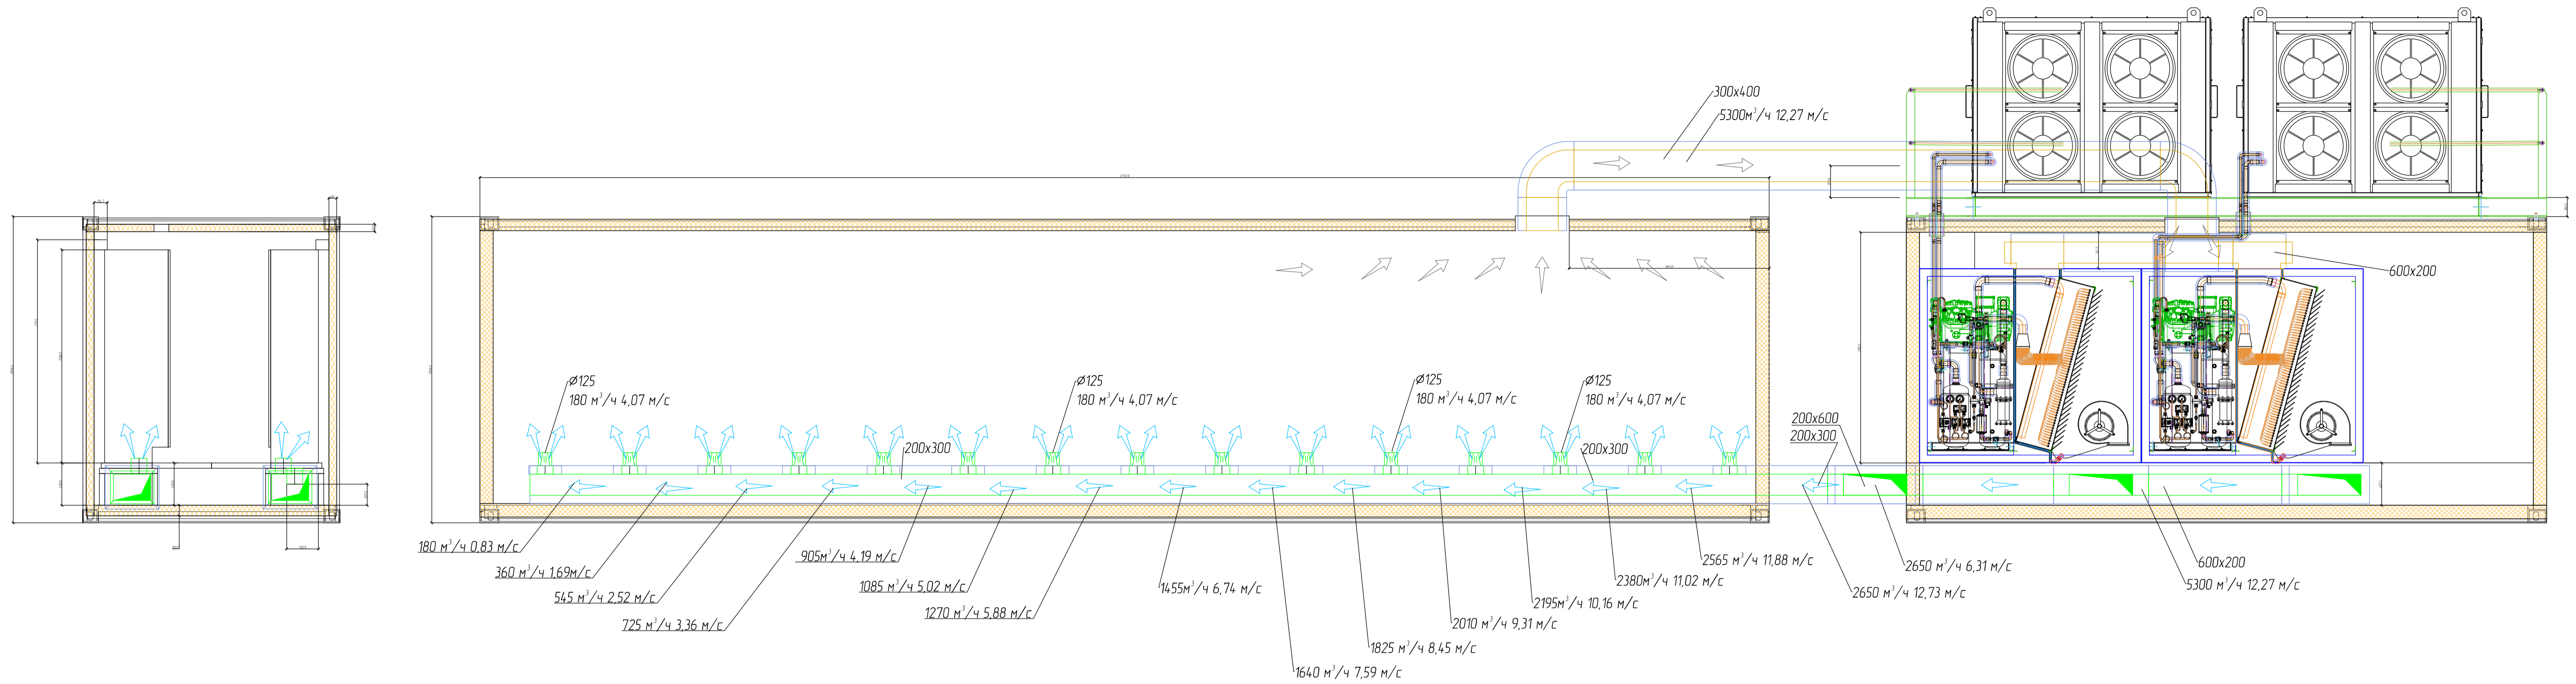 300x400
5300м³/ч 12,27 м/с
600x200
Ø125
180 м³/ч 4,07 м/с
Ø125
180 м³/ч 4,07 м/с
Ø125
180 м³/ч 4,07 м/с
Ø125
180 м³/ч 4,07 м/с
200x300
200x300
200x600
200x300
180 м³/ч 0,83 м/с
360 м³/ч 1,69м/с
545 м³/ч 2,52 м/с
725 м³/ч 3,36 м/с
905м³/ч 4,19 м/с
1085 м³/ч 5,02 м/с
1270 м³/ч 5,88 м/с
1455м³/ч 6,74 м/с
1640 м³/ч 7,59 м/с
1825 м³/ч 8,45 м/с
2010 м³/ч 9,31 м/с
2195м³/ч 10,16 м/с
2380м³/ч 11,02 м/с
2565 м³/ч 11,88 м/с
2650 м³/ч 12,73 м/с
2650 м³/ч 6,31 м/с
600x200
5300 м³/ч 12,27 м/с